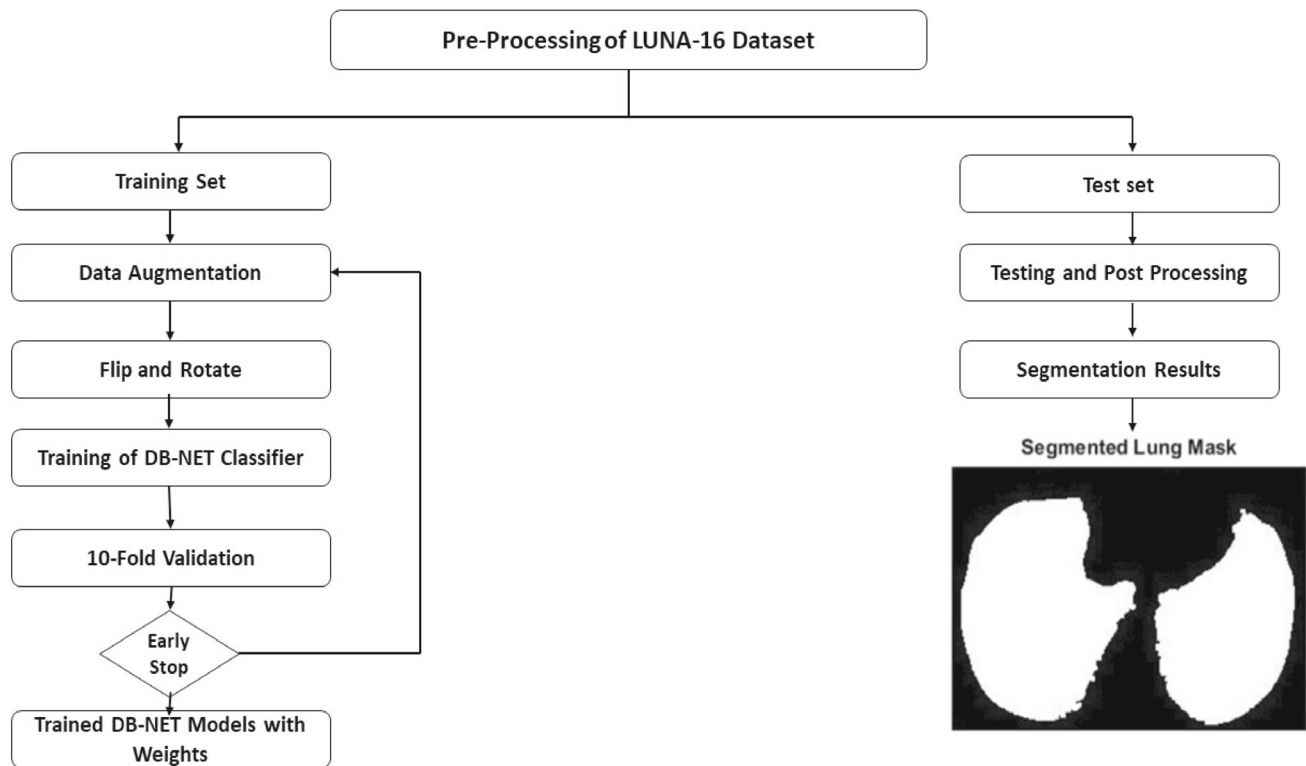 Pre-Processing of LUNA-16 Dataset
Training Set
Data Augmentation
Flip and Rotate
Training of DB-NET Classifier
10-Fold Validation
Early
Stop
Trained DB-NET Models with
Weights
Test set
Testing and Post Processing
Segmentation Results
Segmented Lung Mask